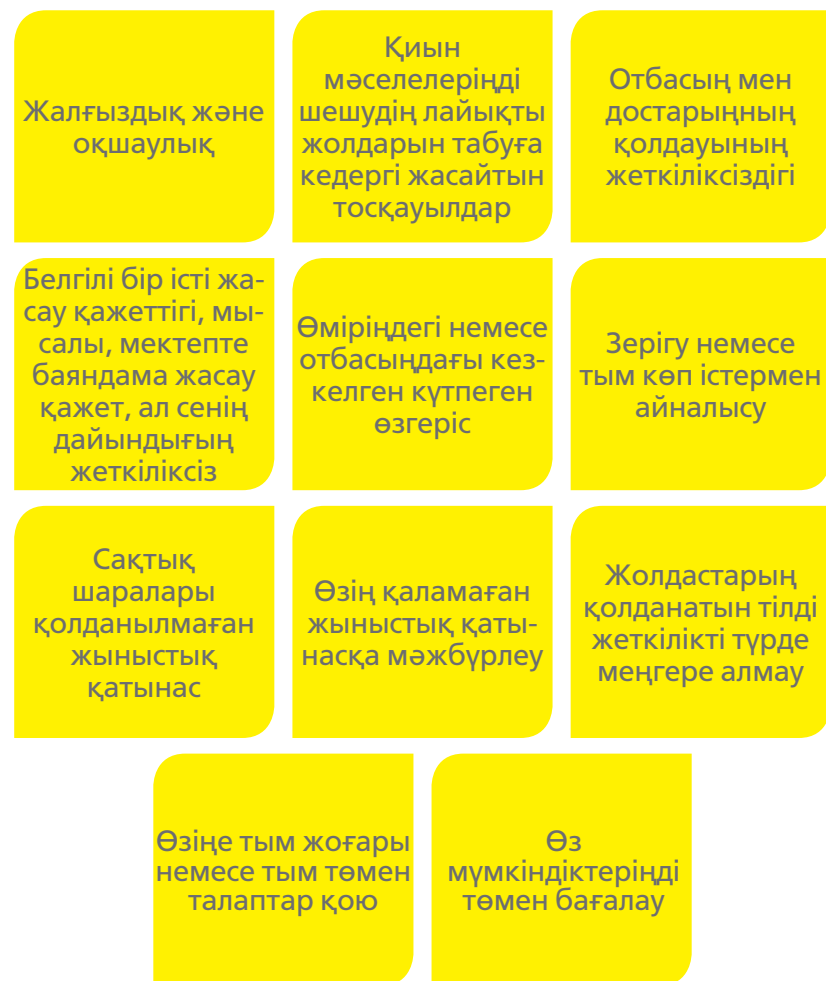 Жалғыздық және
оқшаулық
Қиын
мәселелеріңді
шешудің лайықты
жолдарын табуға
кедергі жасайтын
тосқауылдар
Отбасың мен
достарыңның
қолдауының
жеткіліксіздігі
Белгілі бір істі жа-
сау қажеттігі, мы-
салы, мектепте
баяндама жасау
қажет, ал сенің
дайындығың
жеткіліксіз
Өміріңдегі немесе
отбасыңдағы кез-
келген күтпеген
өзгеріс
Зерігу немесе
тым көп істермен
айналысу
Сақтық
шаралары
қолданылмаған
жыныстық
қатынас
Өзің қаламаған
жыныстық қаты-
насқа мәжбүрлеу
Жолдастарың
қолданатын тілді
жеткілікті түрде
меңгере алмау
Өзіңе тым жоғары
немесе тым төмен
талаптар қою
Өз
мүмкіндіктеріңді
төмен бағалау